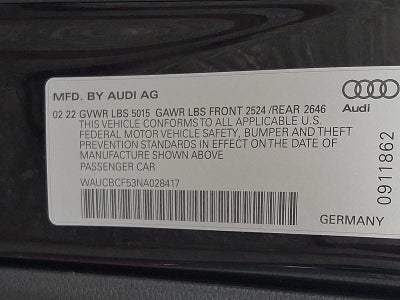 MFD. BY AUDI AG
02 22 GVWR LBS 5015 GAWR LBS FRONT 2524 /REAR 2646
THIS VEHICLE CONFORMS TO ALL APPLICABLE U.S.
FEDERAL MOTOR VEHICLE SAFETY, BUMPER AND THEFT
PREVENTION STANDARDS IN EFFECT ON THE DATE OF
MANUFACTURE SHOWN ABOVE.
PASSENGER CAR
WAUCBCF53NA028417
Audi
0911862
GERMANY